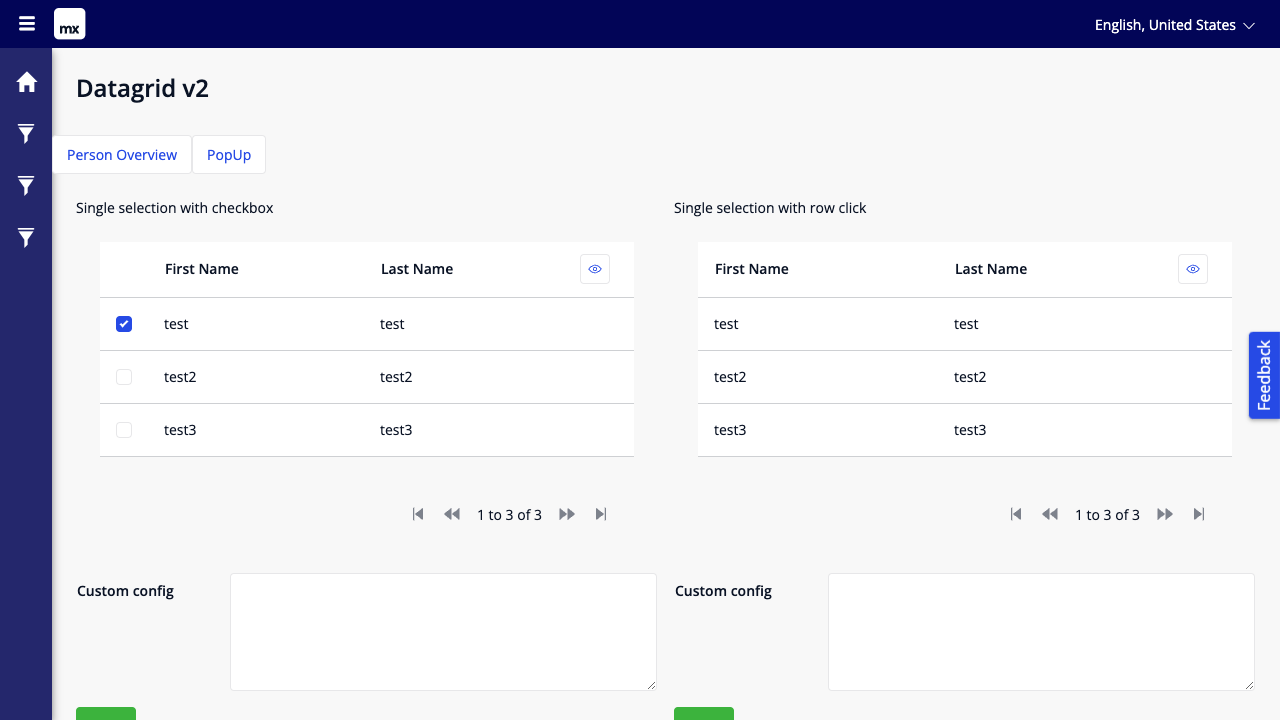 mx
English, United States
Datagrid v2
Person Overview
PopUp
Single selection with checkbox
First Name Last Name
test test
test2 test2
test3 test3
1 to 3 of 3
Custom config
Single selection with row click
First Name Last Name
test test
test2 test2
test3 test3
1 to 3 of 3
Custom config
Feedback